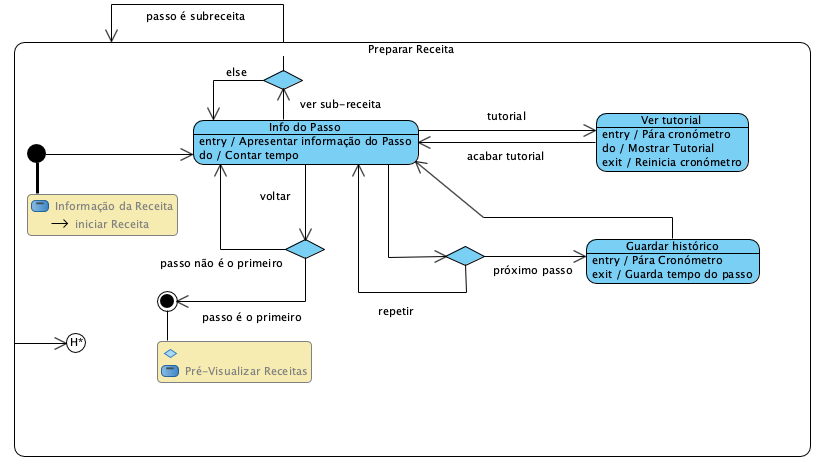 passo é subreceita
Preparar Receita
else
ver sub-receita
Info do Passo
entry / Apresentar informação do Passo
do / Contar tempo
tutorial
acabar tutorial
Ver tutorial
entry / Pára cronómetro
do / Mostrar Tutorial
exit / Reinicia cronómetro
Informação da Receita
iniciar Receita
voltar
passo não é o primeiro
próximo passo
Guardar histórico
entry / Pára Cronómetro
exit / Guarda tempo do passo
passo é o primeiro
repetir
H*
Pré-Visualizar Receitas